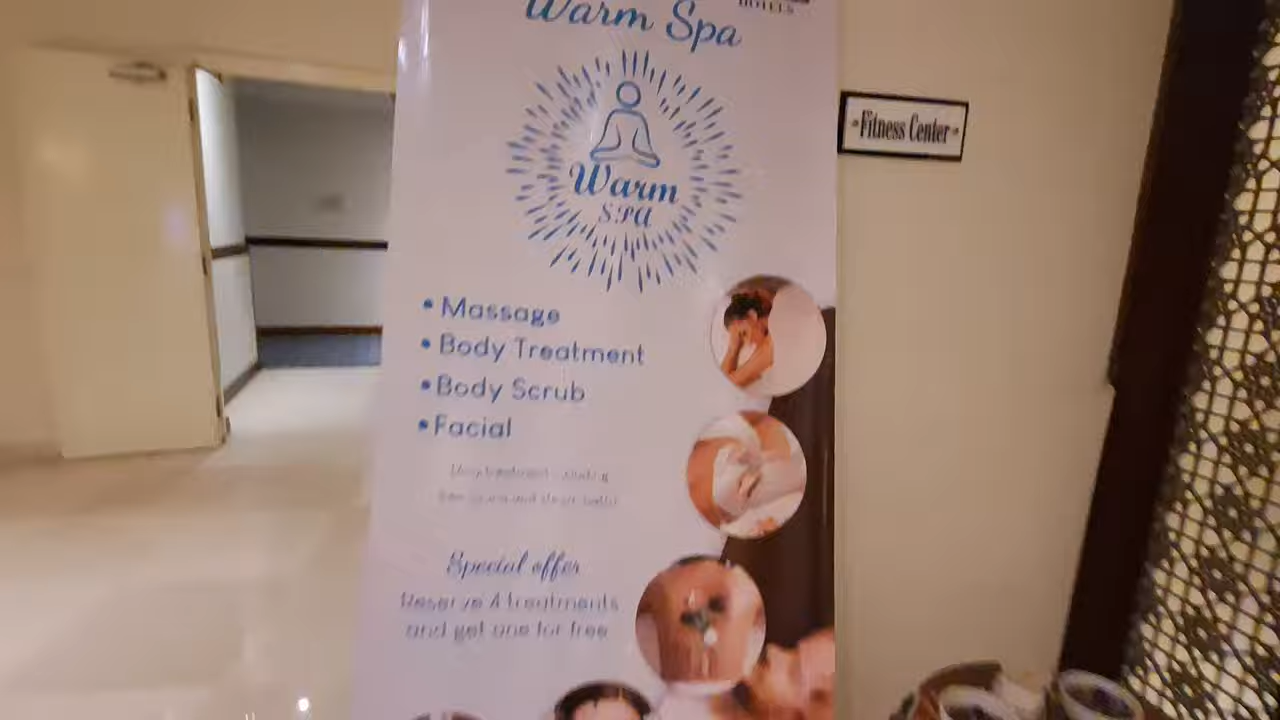 HOTELS
Warm Spa
Warm
SPA
Fitness Center
• Massage
• Body Treatment
• Body Scrub
• Facial
Special offer
Reserve 4 treatments
and get one for free